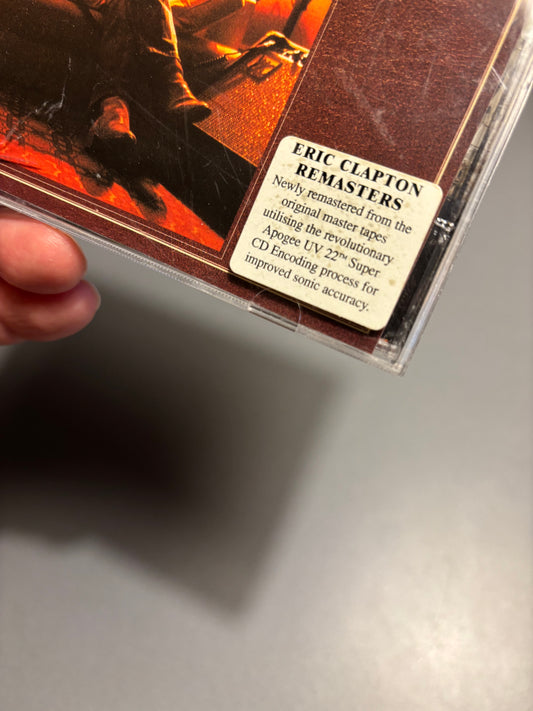 ERIC CLAPTON
REMASTERS
Newly remastered from the
original master tapes
utilising the revolutionary
Apogee UV 22™ Super
CD Encoding process for
improved sonic accuracy.